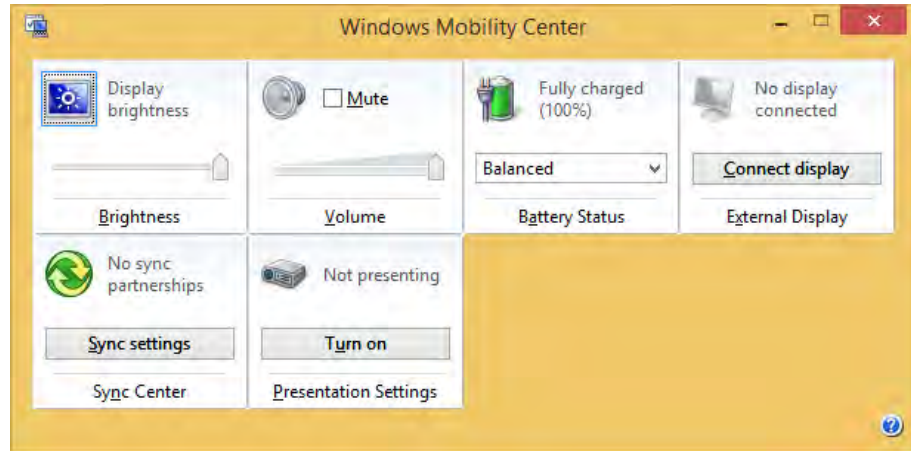 Windows Mobility Center
Display
brightness
Brightness
Mute
Volume
Fully charged
(100%)
Balanced
Battery Status
No display
connected
Connect display
External Display
No sync
partnerships
Sync settings
Sync Center
Not presenting
Turn on
Presentation Settings